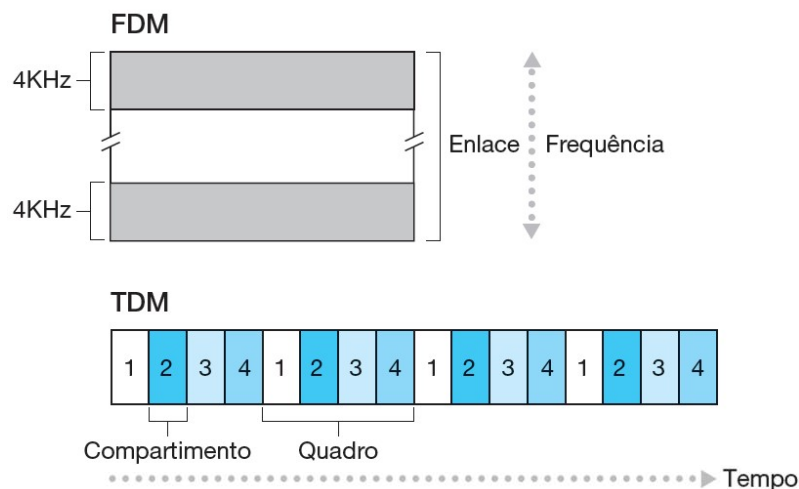 FDM
4KHz
Enlace
Frequência
4KHz
TDM
1 2 3 4 1 2 3 4 1 2 3 4 1 2 3 4
Compartimento
Quadro
Tempo